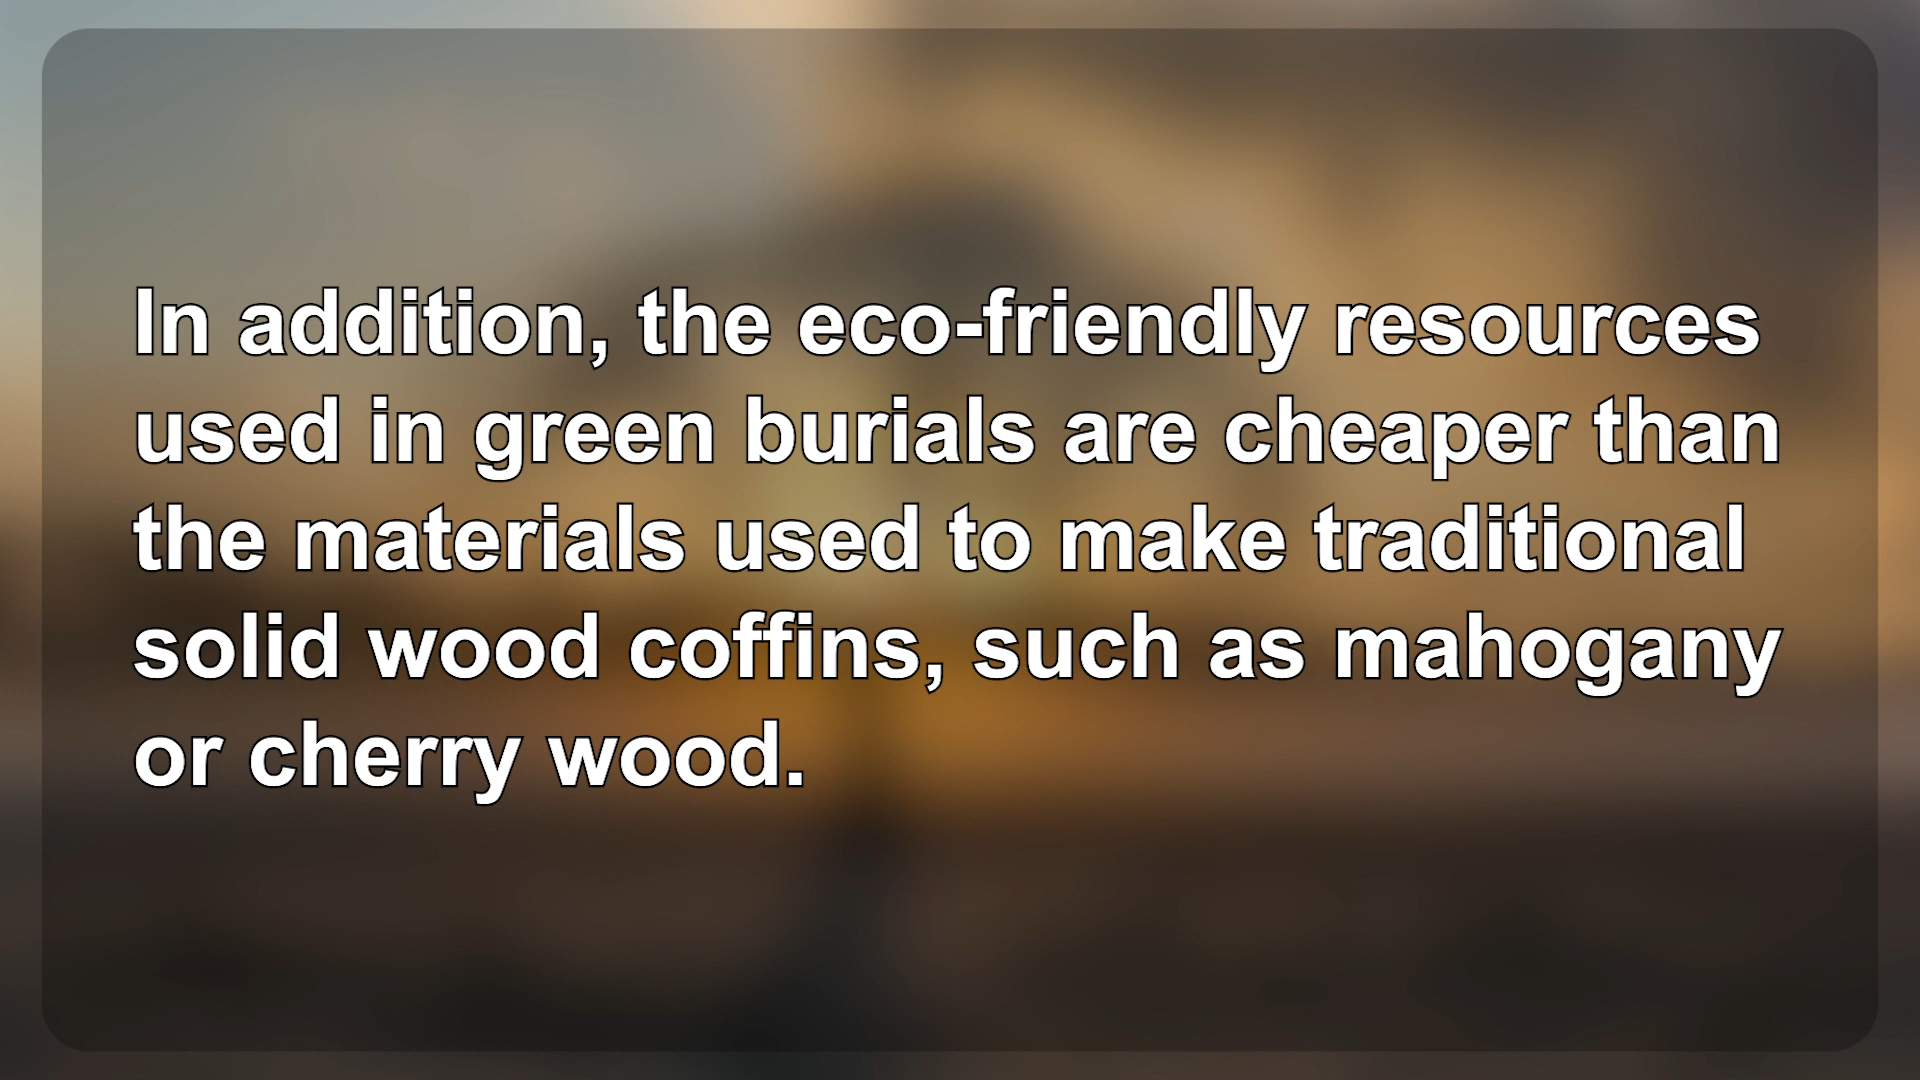 In addition, the eco-friendly resources
used in green burials are cheaper than
the materials used to make traditional
solid wood coffins, such as mahogany
or cherry wood.